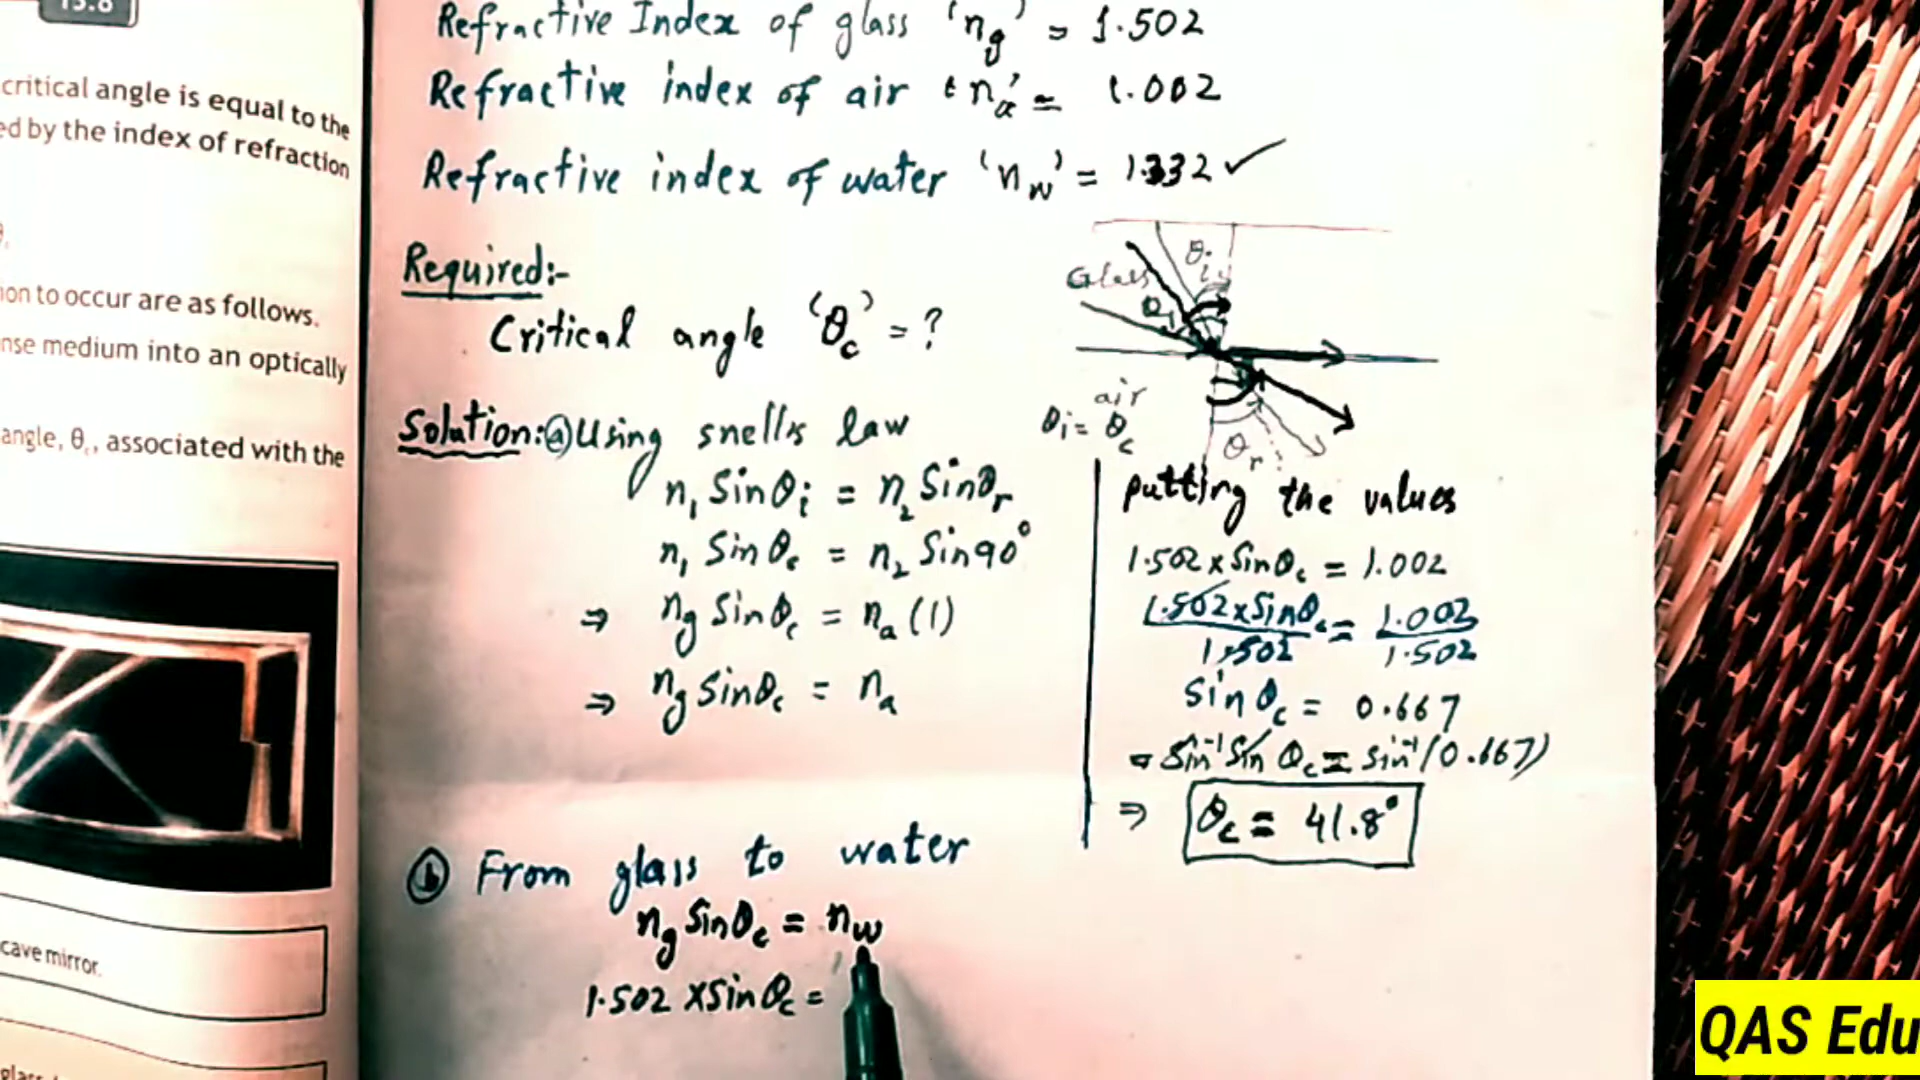 13.8
critical angle is equal to the
ed by the index of refraction
ion to occur are as follows.
nse medium into an optically
angle, θc, associated with the
cave mirror.
Refractive Index of glass 'ng' = 1.502
Refractive index of air 'na' = 1.002
Refractive index of water 'nw' = 1.332 ✓
Required:-
Critical angle 'θc' = ?
Glass
θi
air
θi = θc
θr
Solution: ⓐ Using snell's law
n₁ Sinθi = n₂ Sinθr
n₁ Sin θc = n₂ Sin90°
⇒ ng Sinθc = na (1)
⇒ ng Sinθc = na
putting the values
1.502 x Sinθc = 1.002
1.502 x Sinθc / 1.502 = 1.002 / 1.502
Sin θc = 0.667
= Sin⁻¹ Sin θc = Sin⁻¹ (0.667)
⇒ θc = 41.8°
ⓑ From glass to water
ng Sinθc = nw
1.502 x Sin θc =
QAS Edu